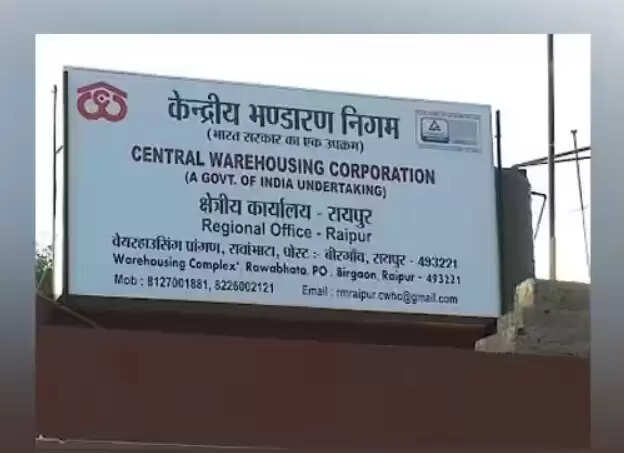 केन्द्रीय भण्डारण निगम
(भारत सरकार का एक उपक्रम)
CENTRAL WAREHOUSING CORPORATION
(A GOVT. OF INDIA UNDERTAKING)
क्षेत्रीय कार्यालय - रायपुर
Regional Office - Raipur
वेयरहाउसिंग प्रांगण, रावांभाटा, पोस्ट :- बीरगाँव, रायपुर - 493221
Warehousing Complex' Rawabhata, PO. Birgaon, Raipur - 493221
Mob : 8127001881, 8226002121 Email : rmraipur.cwhc@gmail.com